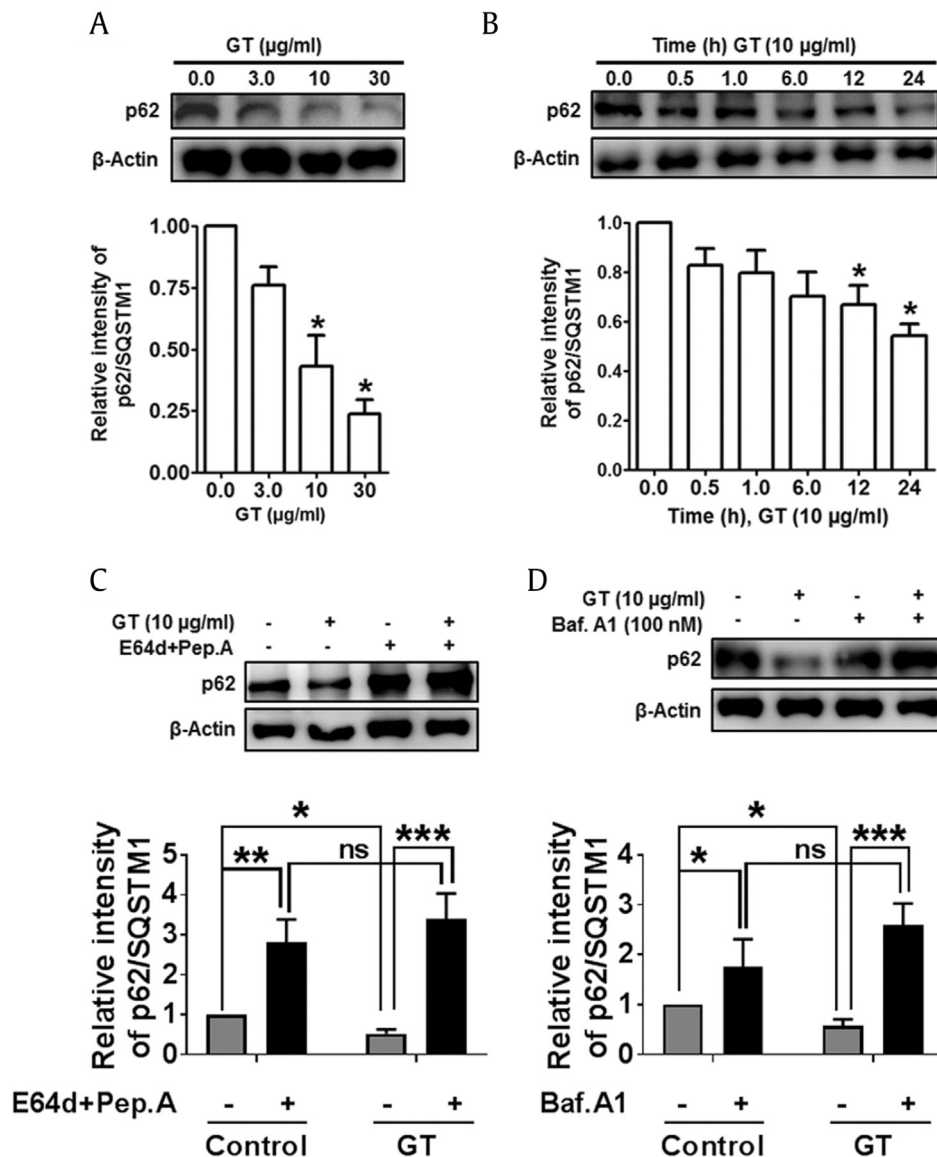 A
GT (µg/ml)
0.0 3.0 10 30
p62
β-Actin
Relative intensity of
p62/SQSTM1
1.00
0.75
0.50
0.25
0.00
*
*
0.0 3.0 10 30
GT (µg/ml)
B
Time (h) GT (10 µg/ml)
0.0 0.5 1.0 6.0 12 24
p62
β-Actin
Relative intensity
of p62/SQSTM1
1.0
0.8
0.6
0.4
0.2
0.0
*
*
0.0 0.5 1.0 6.0 12 24
Time (h), GT (10 µg/ml)
C
GT (10 µg/ml) - + - +
E64d+Pep.A - - + +
p62
β-Actin
Relative intensity
of p62/SQSTM1
5
4
3
2
1
0
*
** ns ***
E64d+Pep.A - + - +
Control GT
D
GT (10 µg/ml) - + - +
Baf. A1 (100 nM) - - + +
p62
β-Actin
Relative intensity
of p62/SQSTM1
4
3
2
1
0
*
* ns ***
Baf.A1 - + - +
Control GT